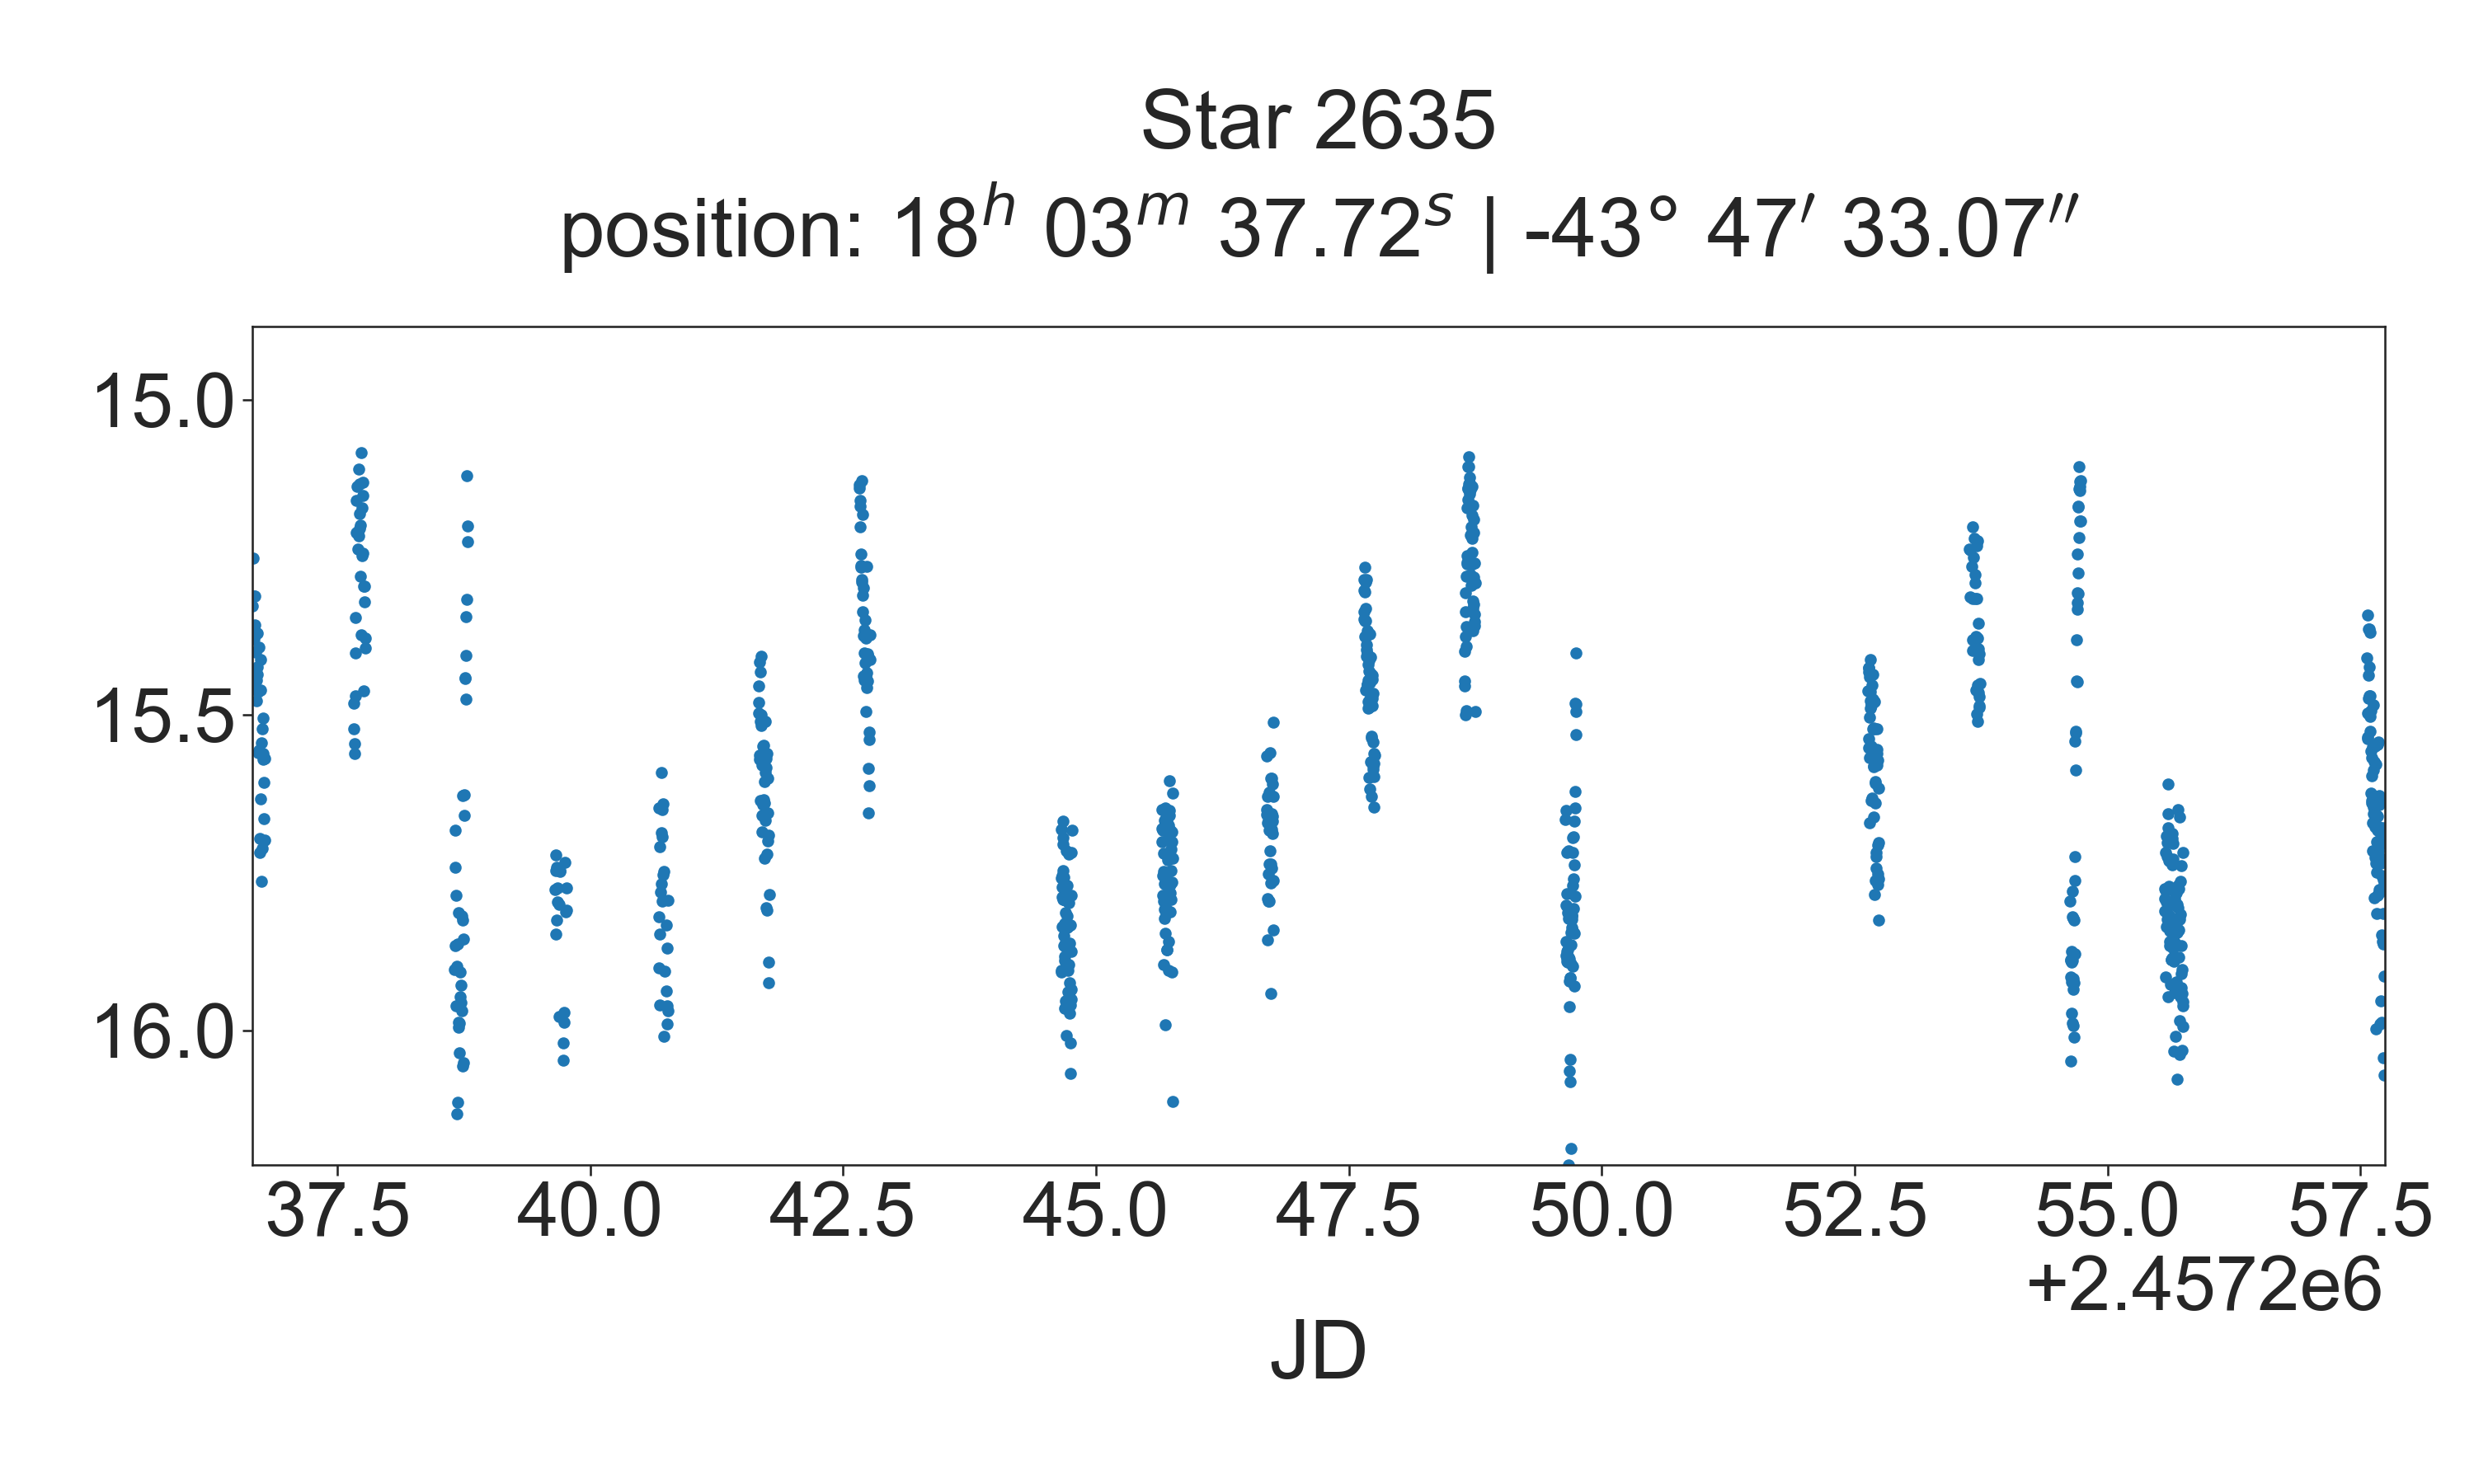 Star 2635
position: 18ʰ 03ᵐ 37.72ˢ | -43° 47′ 33.07′′
15.0
15.5
16.0
37.5 40.0 42.5 45.0 47.5 50.0 52.5 55.0 57.5
+2.4572e6
JD